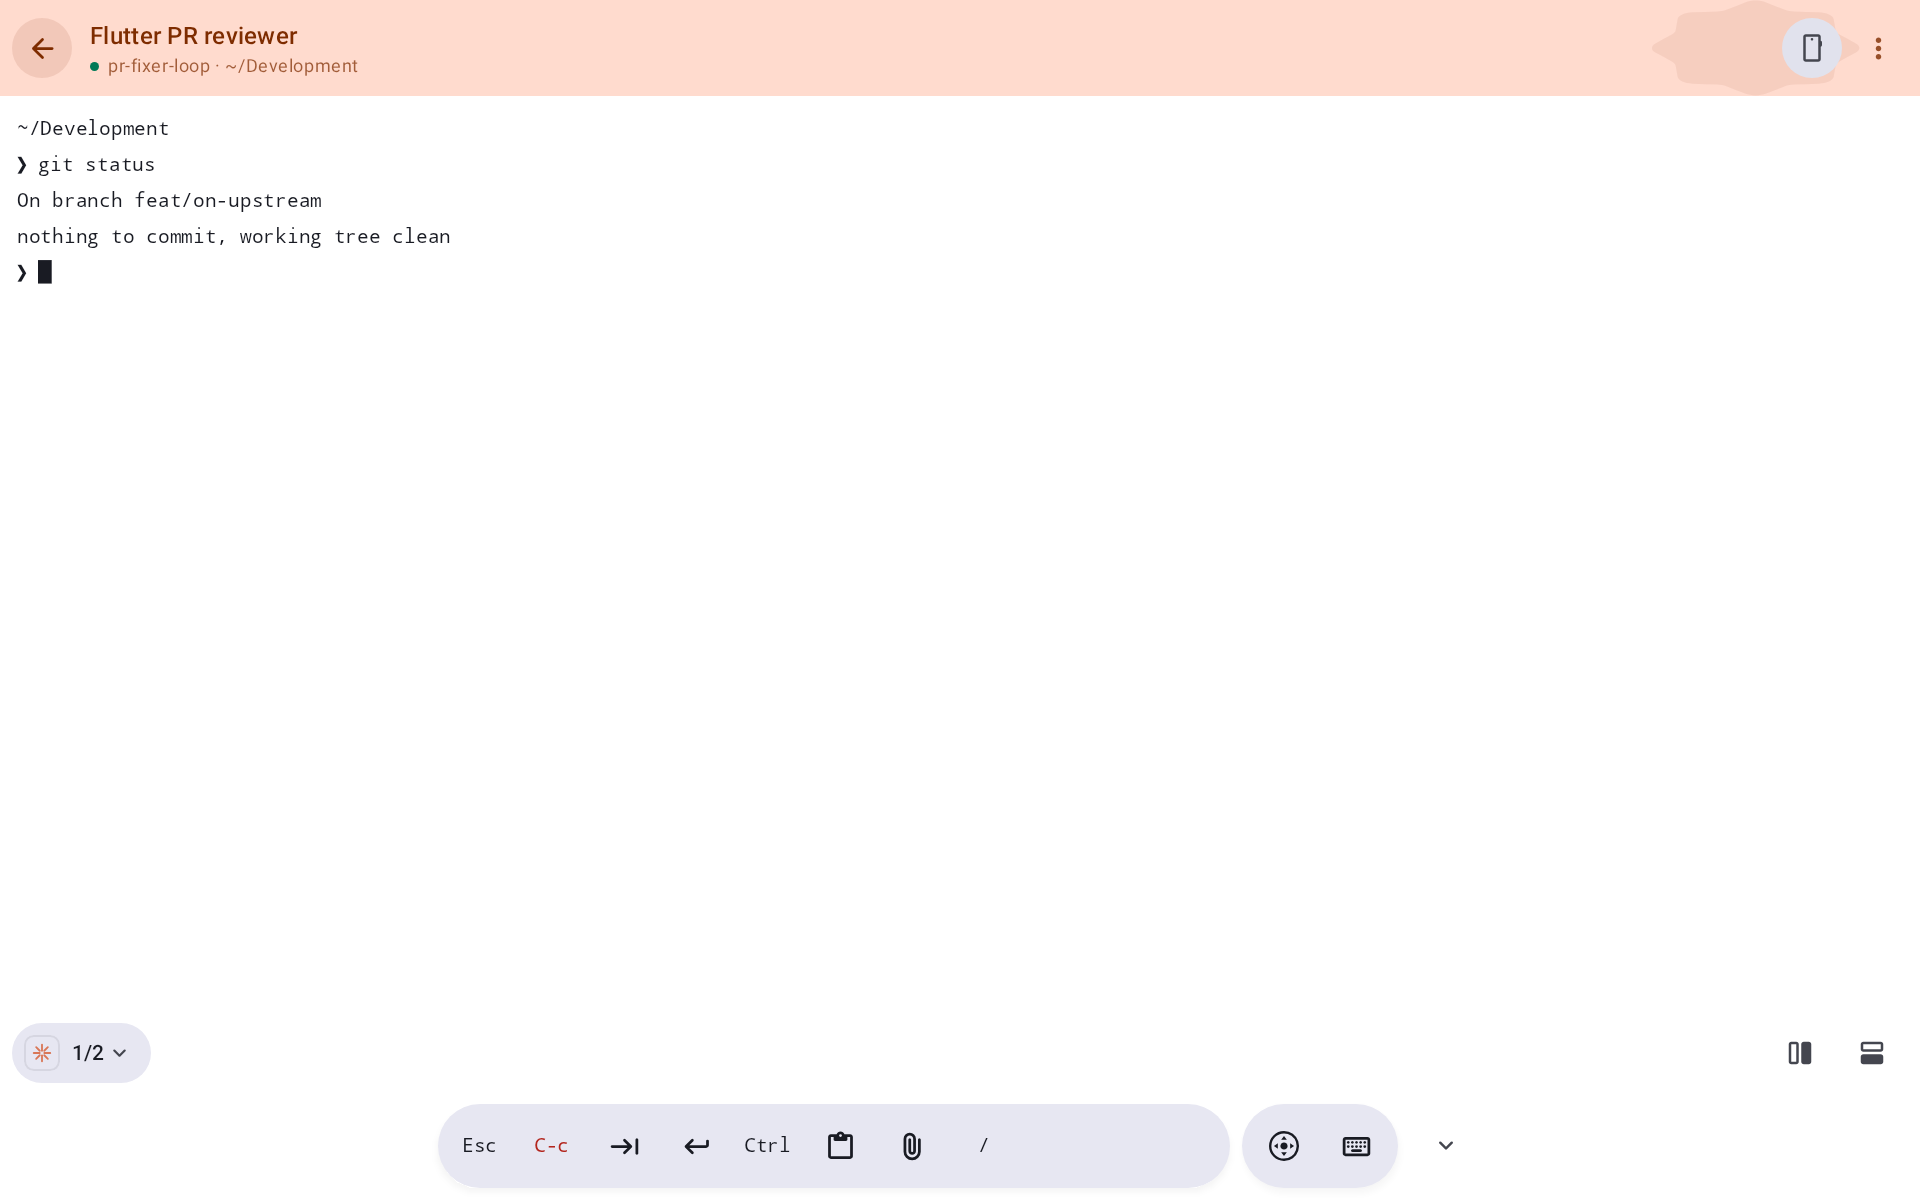 Flutter PR reviewer
pr-fixer-loop · ~/Development
~/Development
❯ git status
On branch feat/on-upstream
nothing to commit, working tree clean
❯
1/2
Esc C-c Ctrl /